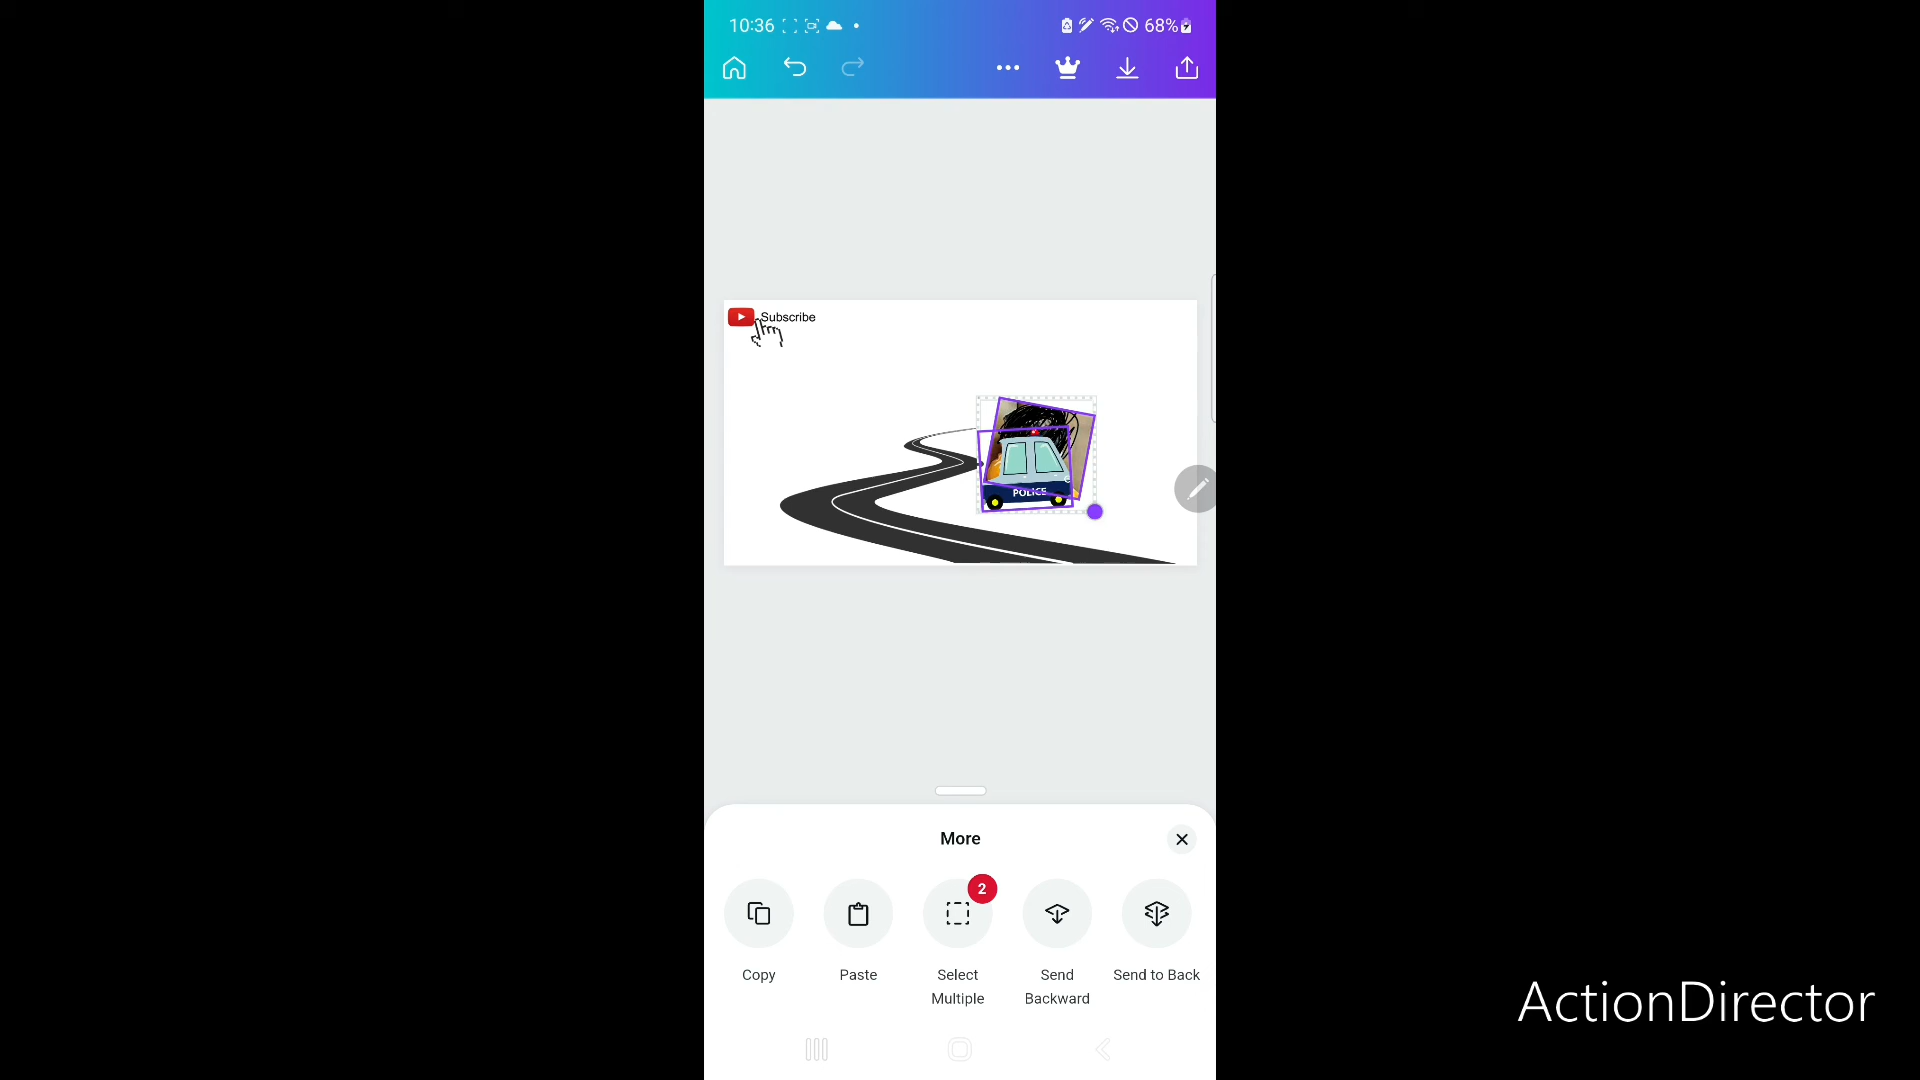 10:36 68%
Subscribe
POLICE
More
2
Copy Paste Select Multiple Send Backward Send to Back
ActionDirector